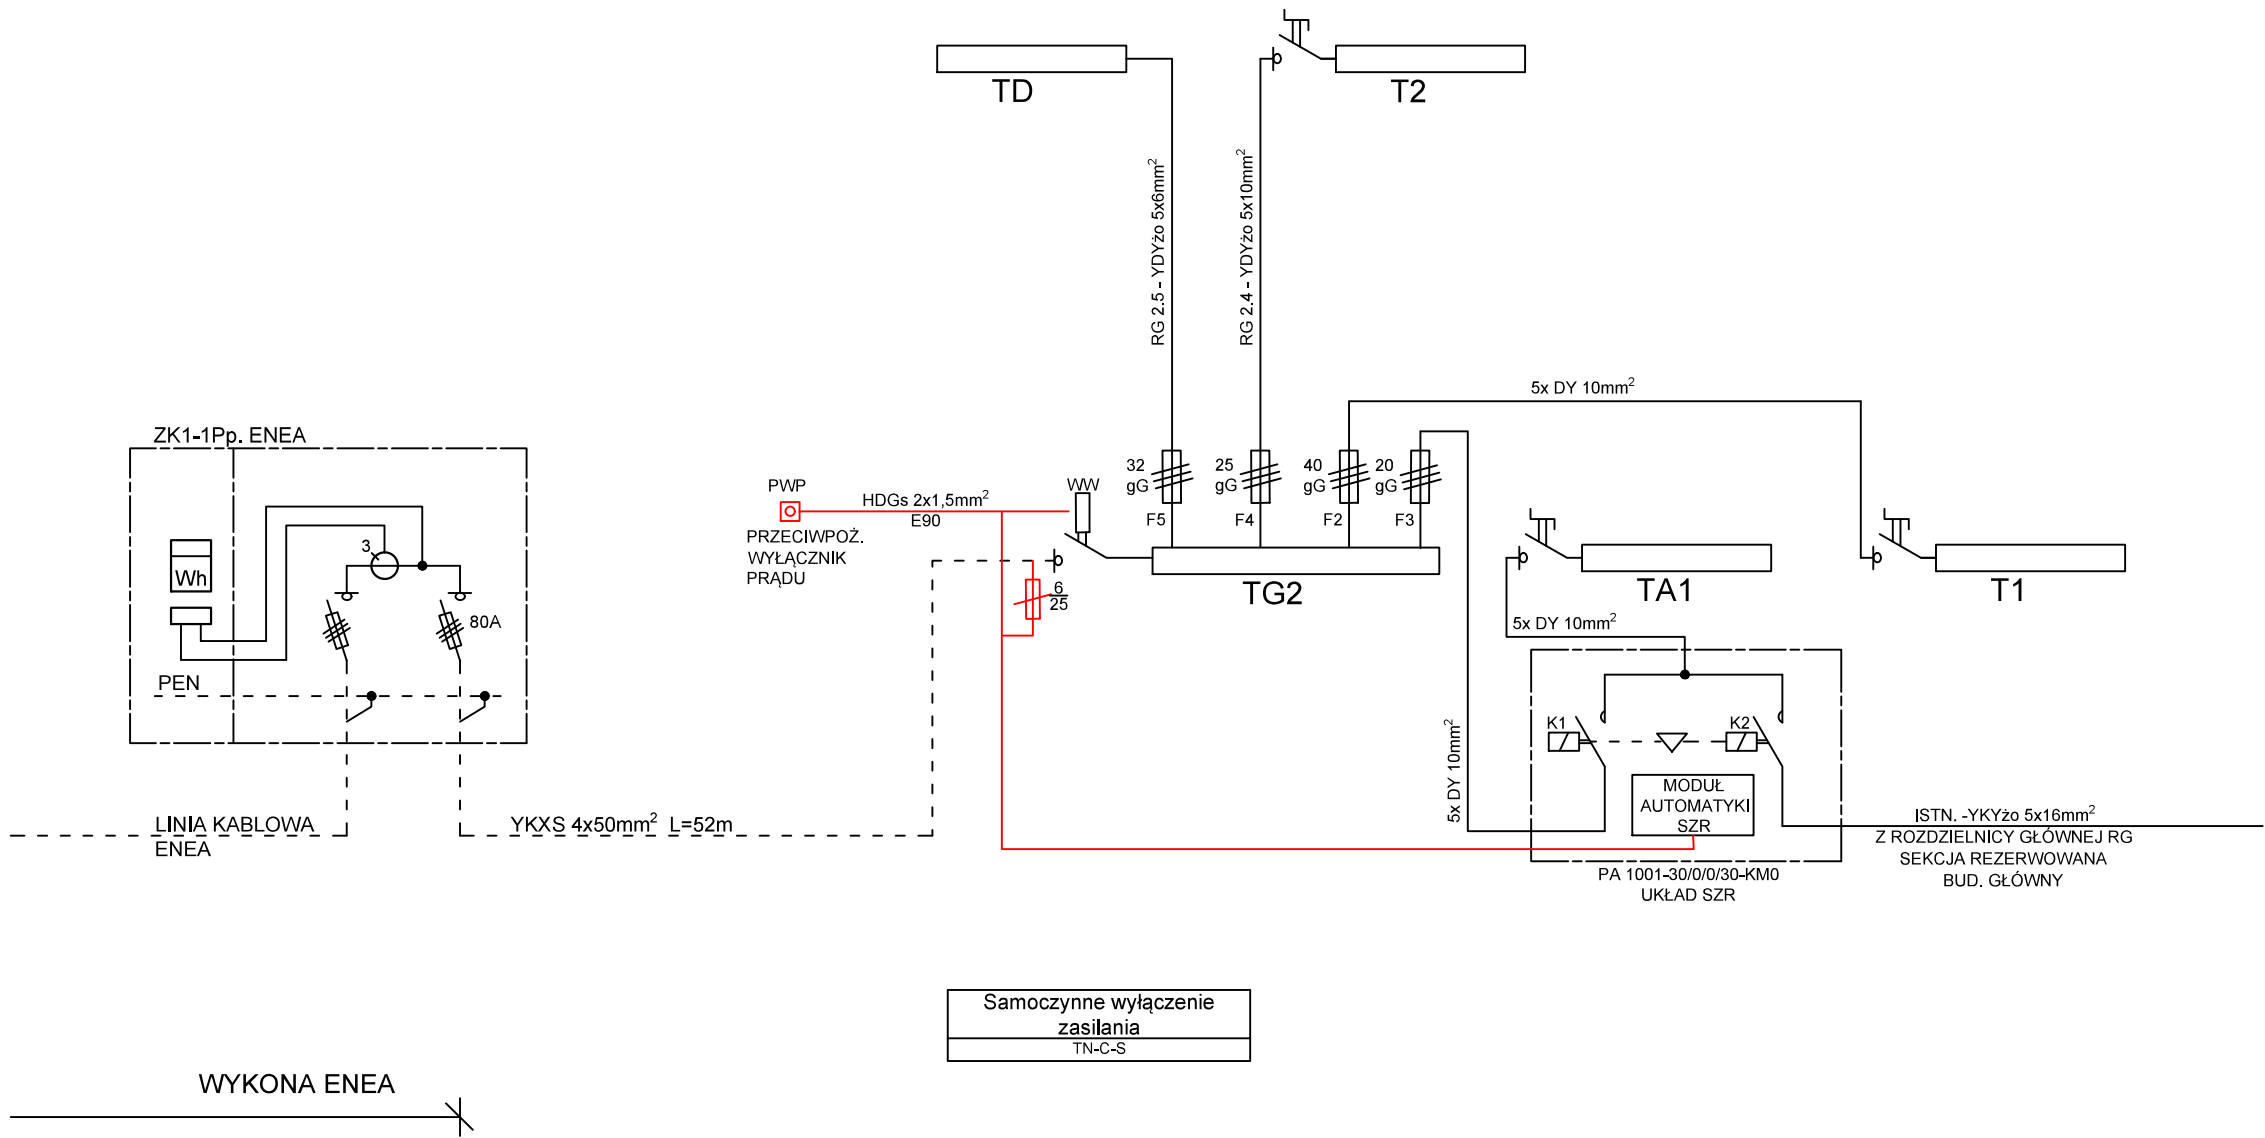 TD
T2
RG 2.5 - YDYżo 5x6mm²
RG 2.4 - YDYżo 5x10mm²
5x DY 10mm²
ZK1-1Pp. ENEA
32
gG
F5
25
gG
F4
40
gG
F2
20
gG
F3
PWP
HDGs 2x1,5mm²
E90
WW
PRZECIWPOŻ.
WYŁĄCZNIK
PRĄDU
3
Wh
80A
PEN
6
25
TG2
TA1
T1
5x DY 10mm²
5x DY 10mm²
K1
K2
MODUŁ
AUTOMATYKI
SZR
LINIA KABLOWA
ENEA
YKXS 4x50mm² L=52m
ISTN. -YKYżo 5x16mm²
Z ROZDZIELNICY GŁÓWNEJ RG
SEKCJA REZERWOWANA
BUD. GŁÓWNY
PA 1001-30/0/0/30-KM0
UKŁAD SZR
Samoczynne wyłączenie
zasilania
TN-C-S
WYKONA ENEA